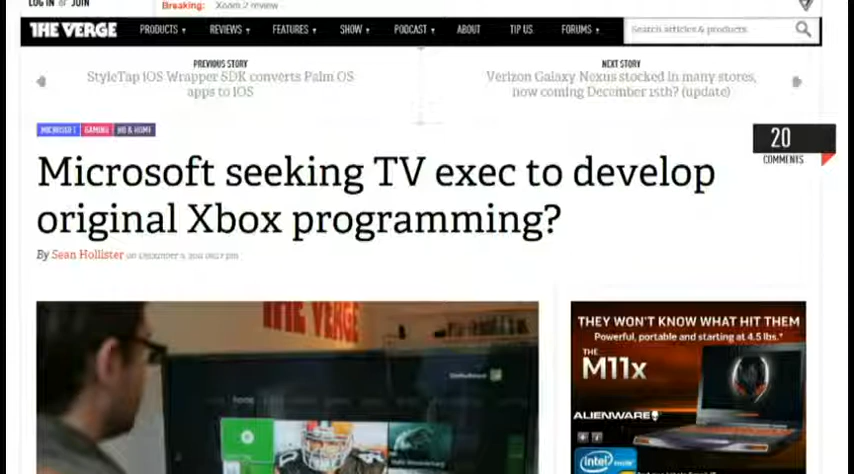 LOG IN or JOIN
Breaking: Xoom 2 review
THE VERGE PRODUCTS REVIEWS FEATURES SHOW PODCAST ABOUT TIP US FORUMS Search articles & products
PREVIOUS STORY
StyleTap iOS Wrapper SDK converts Palm OS
apps to iOS
NEXT STORY
Verizon Galaxy Nexus stocked in many stores,
now coming December 15th? (update)
MICROSOFT GAMING HD & HOME
20
COMMENTS
Microsoft seeking TV exec to develop
original Xbox programming?
By Sean Hollister on DECEMBER
THE VERGE
home
THEY WON'T KNOW WHAT HIT THEM
Powerful, portable and starting at 4.5 lbs.*
THE
M11x
ALIENWARE
intel